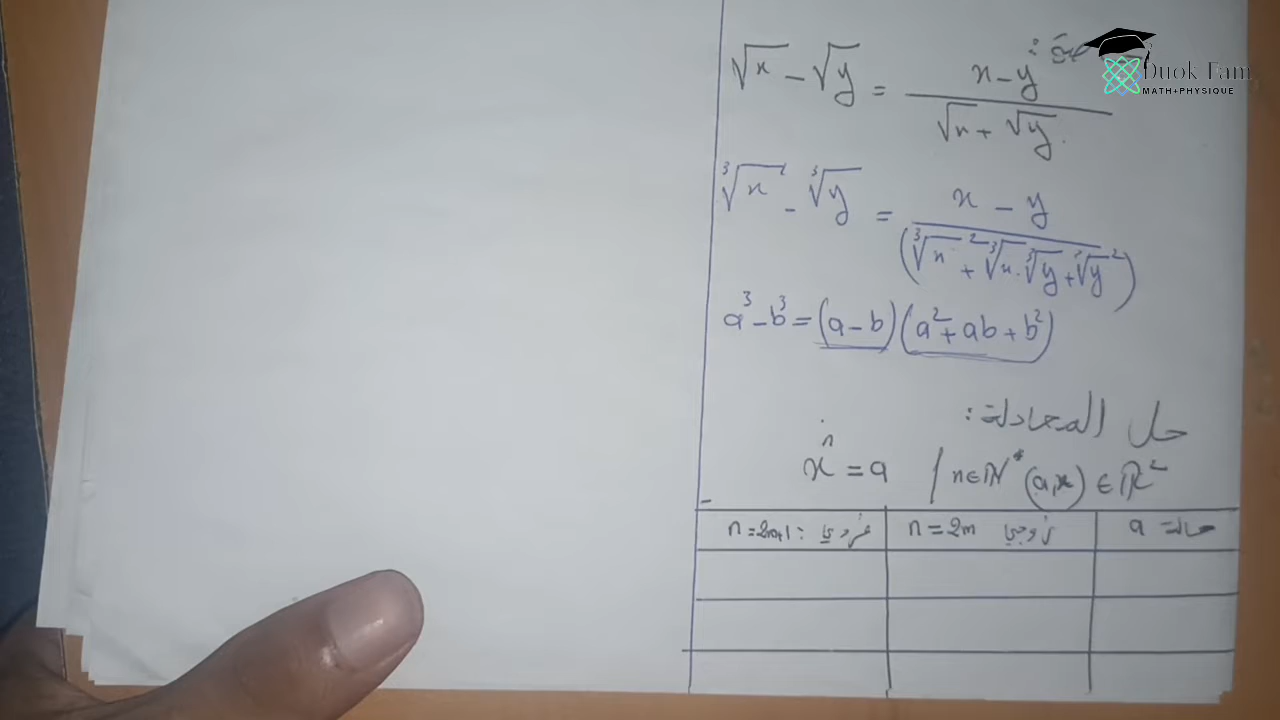 Duok Fam
MATH+PHYSIQUE
√x - √y = x-y / √x + √y
∛x - ∛y = x - y / (∛x² + ∛x · ∛y + ∛y²)
a³-b³ = (a-b)(a²+ab+b²)
حل المعادلة:
xⁿ = a / n∈ℕ* (a,x) ∈ ℝ²
حالة a | زوجي n=2m | فردي: n=2m+1